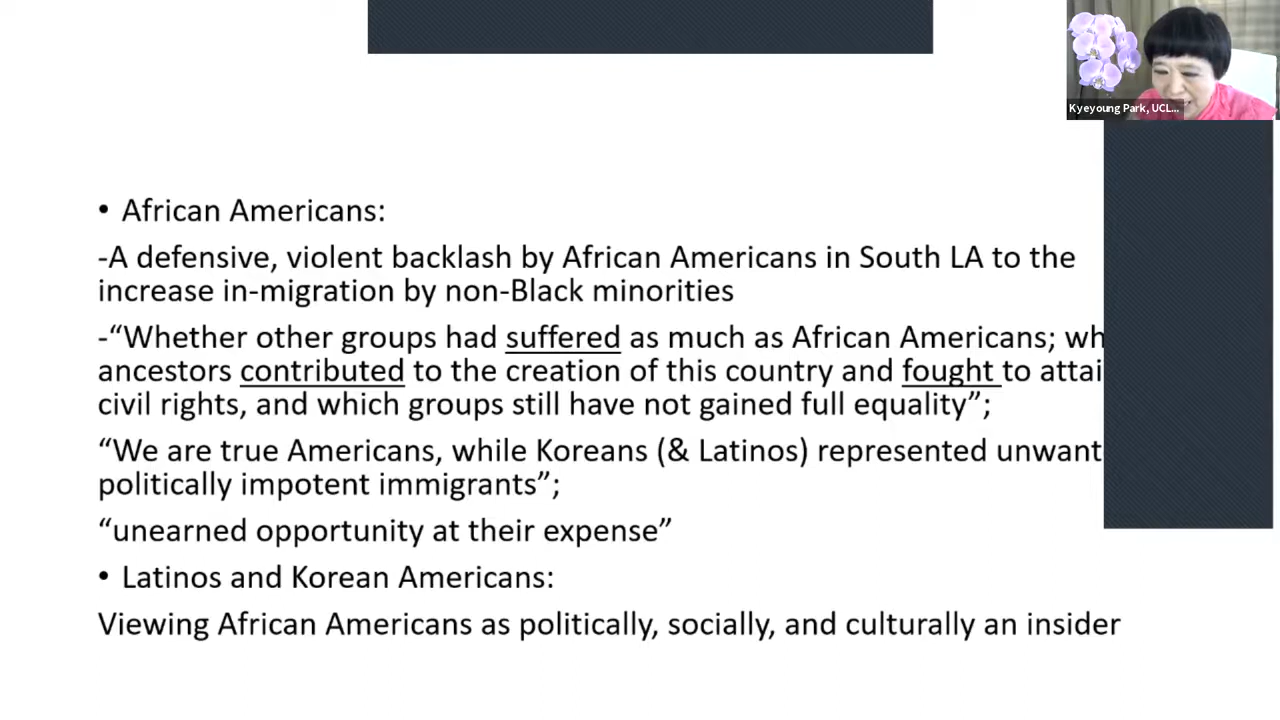 Kyeyoung Park, UCL...
• African Americans:
-A defensive, violent backlash by African Americans in South LA to the
increase in-migration by non-Black minorities
-“Whether other groups had suffered as much as African Americans; wh
ancestors contributed to the creation of this country and fought to attai
civil rights, and which groups still have not gained full equality”;
“We are true Americans, while Koreans (& Latinos) represented unwant
politically impotent immigrants”;
“unearned opportunity at their expense”
• Latinos and Korean Americans:
Viewing African Americans as politically, socially, and culturally an insider